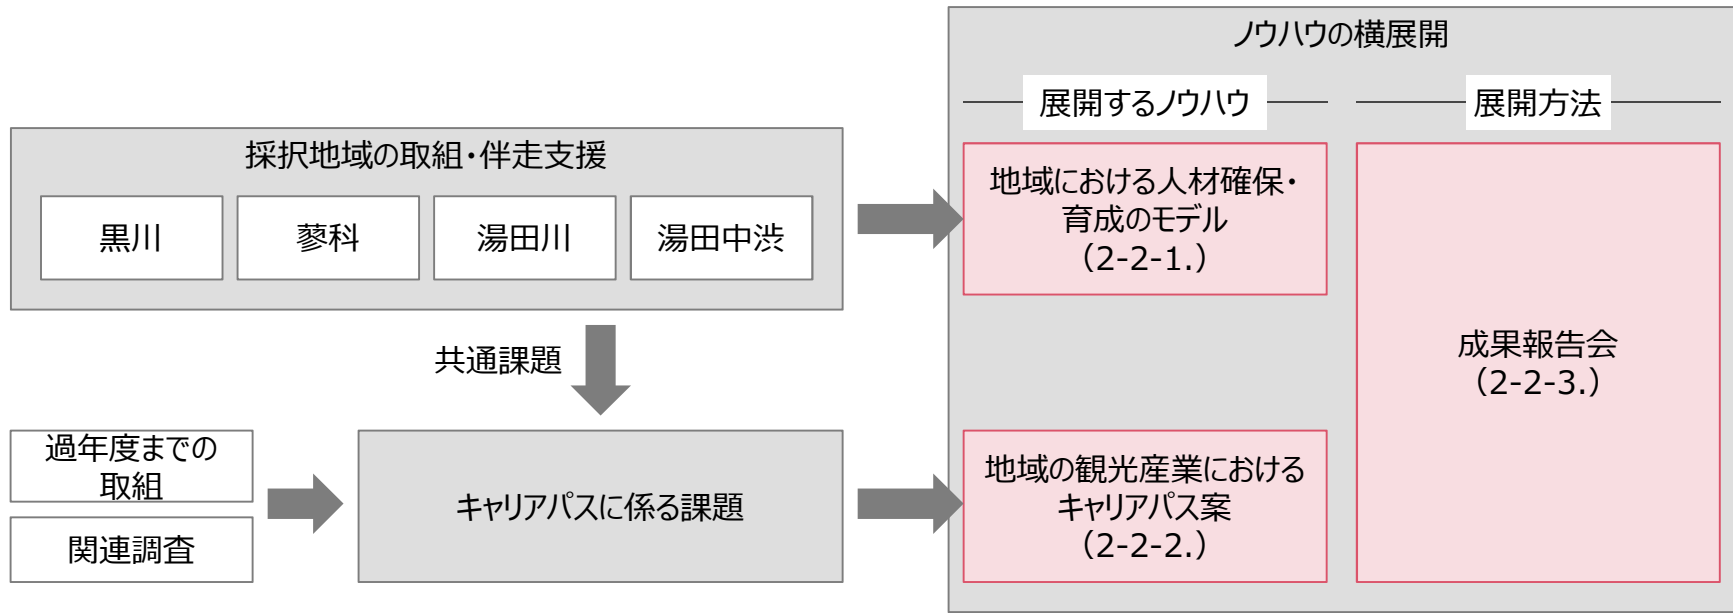 ノウハウの横展開
展開するノウハウ
展開方法
採択地域の取組・伴走支援
黒川
蓼科
湯田川
湯田中渋
地域における人材確保・
育成のモデル
（2-2-1.）
成果報告会
（2-2-3.）
共通課題
過年度までの
取組
関連調査
キャリアパスに係る課題
地域の観光産業における
キャリアパス案
（2-2-2.）